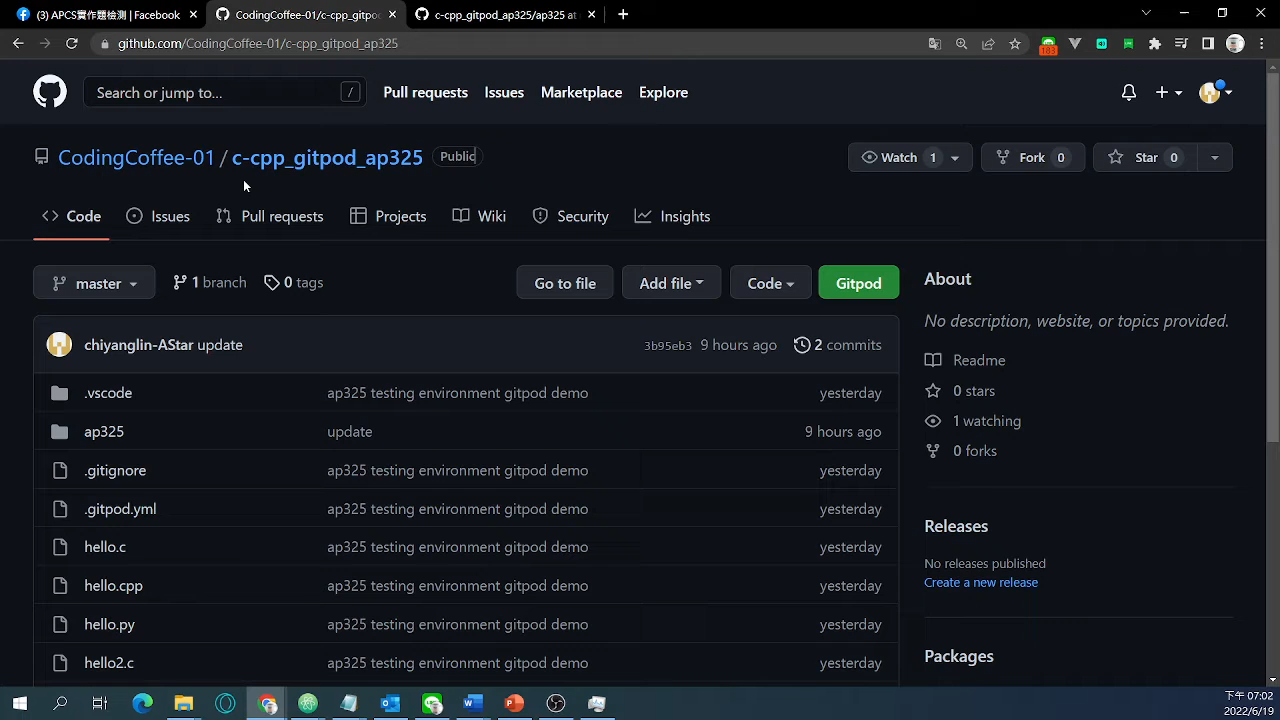 (3) APCS實作題檢測 | Facebook
CodingCoffee-01/c-cpp_gitpod
c-cpp_gitpod_ap325/ap325 at
github.com/CodingCoffee-01/c-cpp_gitpod_ap325
183
Search or jump to...
/
Pull requests
Issues
Marketplace
Explore
CodingCoffee-01 / c-cpp_gitpod_ap325
Public
Watch 1
Fork 0
Star 0
Code
Issues
Pull requests
Projects
Wiki
Security
Insights
master
1 branch
0 tags
Go to file
Add file
Code
Gitpod
chiyanglin-AStar update 3b95eb3 9 hours ago 2 commits
.vscode ap325 testing environment gitpod demo yesterday
ap325 update 9 hours ago
.gitignore ap325 testing environment gitpod demo yesterday
.gitpod.yml ap325 testing environment gitpod demo yesterday
hello.c ap325 testing environment gitpod demo yesterday
hello.cpp ap325 testing environment gitpod demo yesterday
hello.py ap325 testing environment gitpod demo yesterday
hello2.c ap325 testing environment gitpod demo yesterday
About
No description, website, or topics provided.
Readme
0 stars
1 watching
0 forks
Releases
No releases published
Create a new release
Packages
下午 07:02
2022/6/19